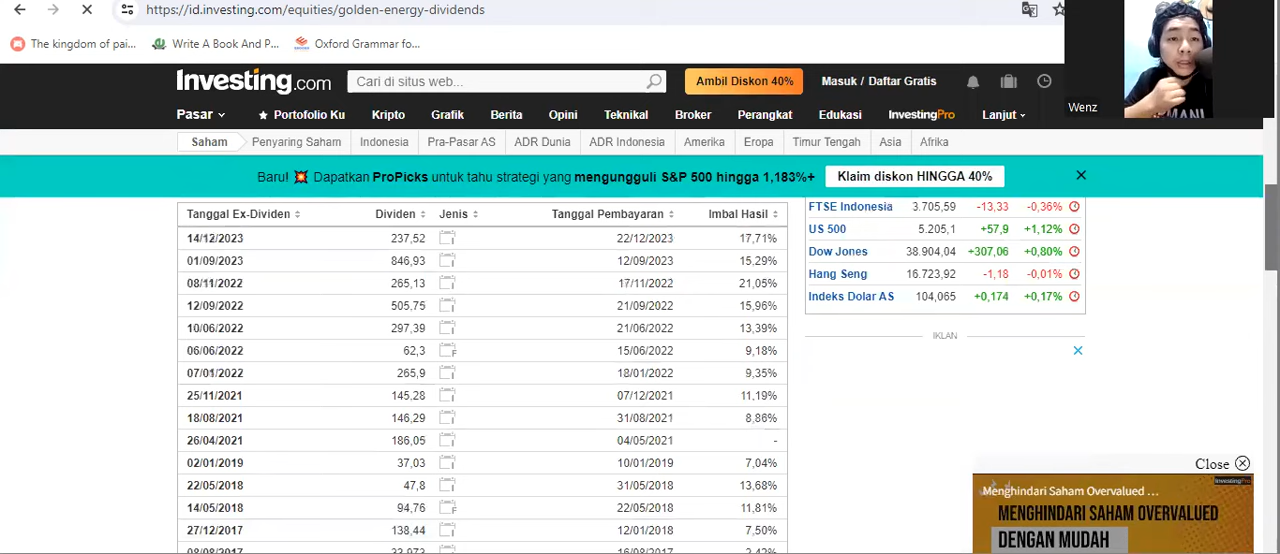 https://id.investing.com/equities/golden-energy-dividends
The kingdom of pai... Write A Book And P... Oxford Grammar fo...
Wenz
Investing.com Cari di situs web... Ambil Diskon 40% Masuk / Daftar Gratis
Pasar Portofolio Ku Kripto Grafik Berita Opini Teknikal Broker Perangkat Edukasi InvestingPro Lanjut
Saham Penyaring Saham Indonesia Pra-Pasar AS ADR Dunia ADR Indonesia Amerika Eropa Timur Tengah Asia Afrika
Baru! Dapatkan ProPicks untuk tahu strategi yang mengungguli S&P 500 hingga 1,183%+ Klaim diskon HINGGA 40%
Tanggal Ex-Dividen Dividen Jenis Tanggal Pembayaran Imbal Hasil
14/12/2023 237,52 I 22/12/2023 17,71%
01/09/2023 846,93 I 12/09/2023 15,29%
08/11/2022 265,13 I 17/11/2022 21,05%
12/09/2022 505,75 I 21/09/2022 15,96%
10/06/2022 297,39 I 21/06/2022 13,39%
06/06/2022 62,3 F 15/06/2022 9,18%
07/01/2022 265,9 I 18/01/2022 9,35%
25/11/2021 145,28 I 07/12/2021 11,19%
18/08/2021 146,29 I 31/08/2021 8,86%
26/04/2021 186,05 I 04/05/2021 -
02/01/2019 37,03 I 10/01/2019 7,04%
22/05/2018 47,8 I 31/05/2018 13,68%
14/05/2018 94,76 F 22/05/2018 11,81%
27/12/2017 138,44 I 12/01/2018 7,50%
08/08/2017 33,973 16/08/2017 2,42%
FTSE Indonesia 3.705,59 -13,33 -0,36%
US 500 5.205,1 +57,9 +1,12%
Dow Jones 38.904,04 +307,06 +0,80%
Hang Seng 16.723,92 -1,18 -0,01%
Indeks Dolar AS 104,065 +0,174 +0,17%
IKLAN
Close
Menghindari Saham Overvalued ... InvestingPro
MENGHINDARI SAHAM OVERVALUED
DENGAN MUDAH